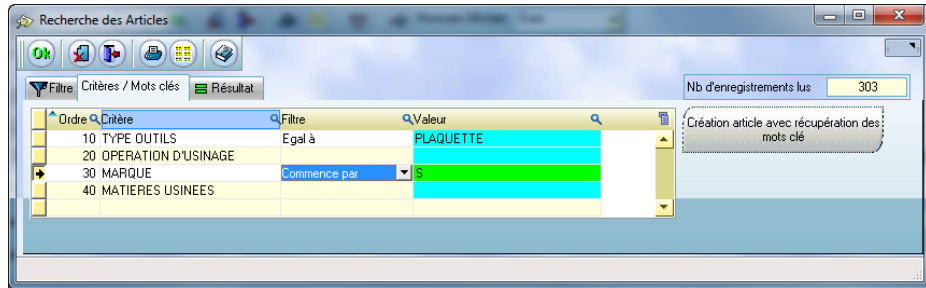 Recherche des Articles
Ok
Filtre Critères / Mots clés Résultat
Nb d'enregistrements lus 303
Ordre Critère Filtre Valeur
Création article avec récupération des
mots clé
10 TYPE OUTILS Egal à PLAQUETTE
20 OPERATION D'USINAGE
30 MARQUE Commence par S
40 MATIERES USINEES